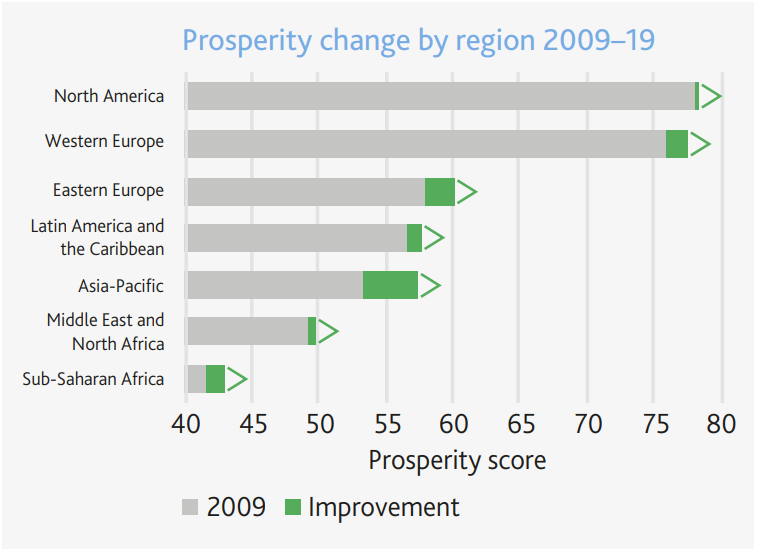 Prosperity change by region 2009–19
North America
Western Europe
Eastern Europe
Latin America and
the Caribbean
Asia-Pacific
Middle East and
North Africa
Sub-Saharan Africa
40 45 50 55 60 65 70 75 80
Prosperity score
2009 Improvement